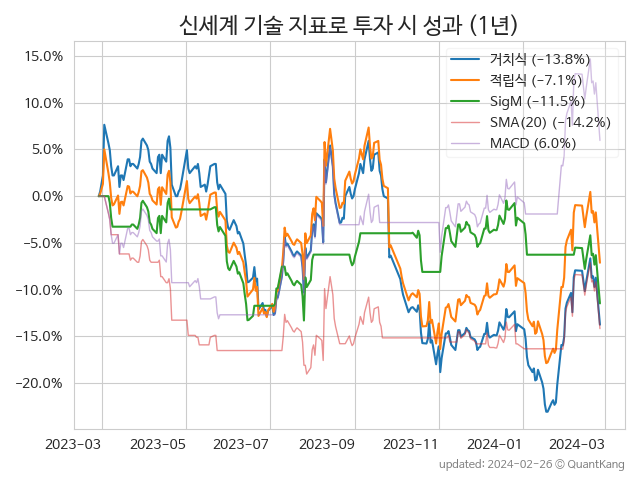 신세계 기술 지표로 투자 시 성과 (1년)
15.0%
10.0%
5.0%
0.0%
−5.0%
−10.0%
−15.0%
−20.0%
거치식 (−13.8%)
적립식 (−7.1%)
SigM (−11.5%)
SMA(20) (−14.2%)
MACD (6.0%)
2023-03 2023-05 2023-07 2023-09 2023-11 2024-01 2024-03
updated: 2024-02-26 ⓒ QuantKang